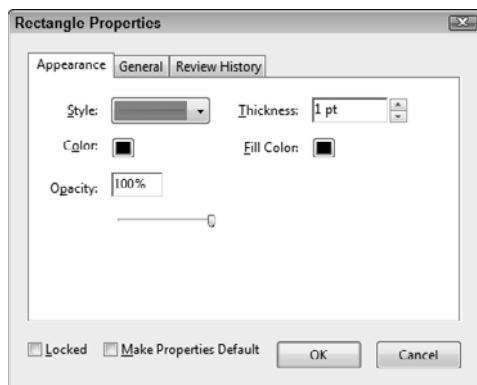 Rectangle Properties
Appearance General Review History
Style: Thickness: 1 pt
Color: Fill Color:
Opacity: 100%
Locked Make Properties Default OK Cancel